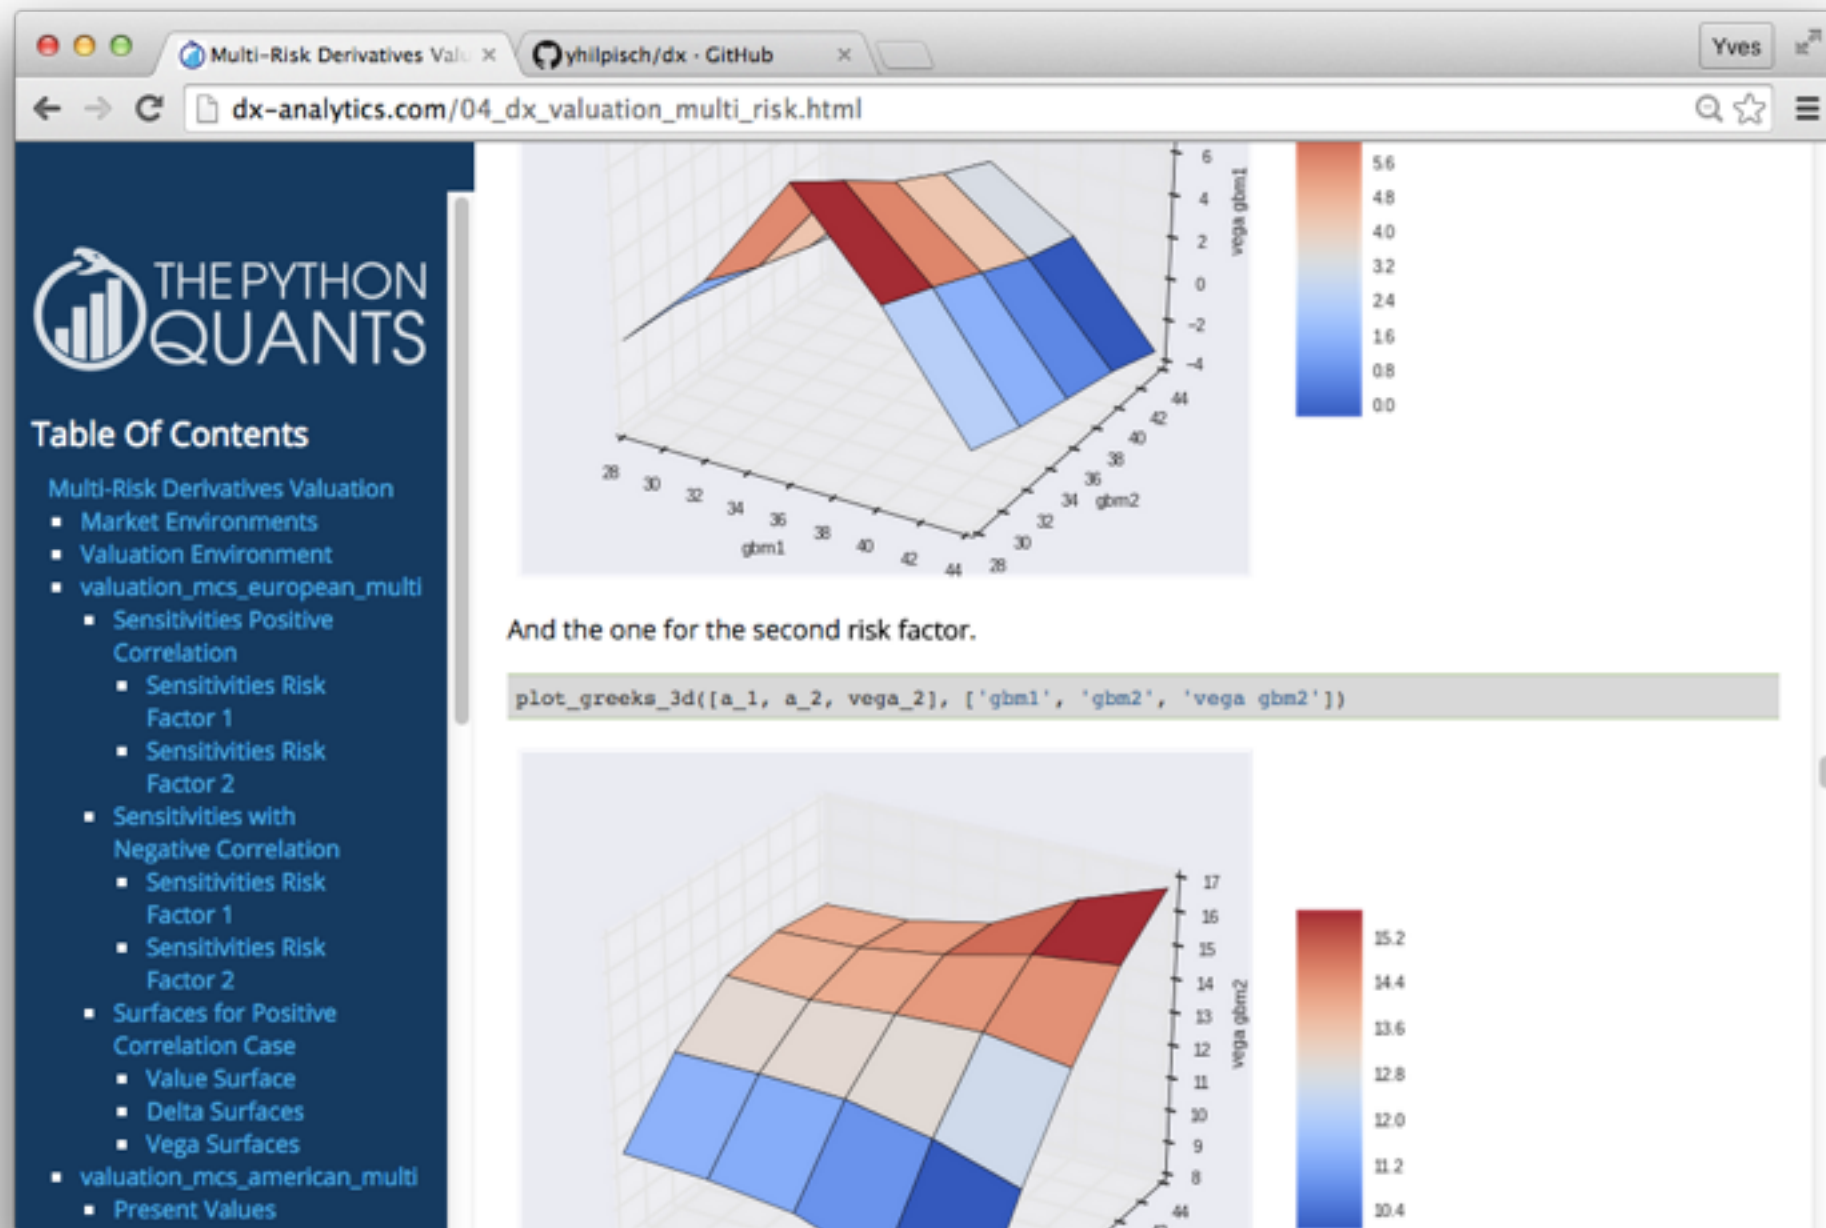 Multi-Risk Derivatives Valu
yhilpisch/dx · GitHub
Yves
dx-analytics.com/04_dx_valuation_multi_risk.html
THE PYTHON
QUANTS
Table Of Contents
Multi-Risk Derivatives Valuation
Market Environments
Valuation Environment
valuation_mcs_european_multi
Sensitivities Positive
Correlation
Sensitivities Risk
Factor 1
Sensitivities Risk
Factor 2
Sensitivities with
Negative Correlation
Sensitivities Risk
Factor 1
Sensitivities Risk
Factor 2
Surfaces for Positive
Correlation Case
Value Surface
Delta Surfaces
Vega Surfaces
valuation_mcs_american_multi
Present Values
6
4
2
0
-2
-4
vega gbm1
28
30
32
34
36
38
40
42
44
gbm1
28
30
32
34
36
38
40
42
44
gbm2
5.6
4.8
4.0
3.2
2.4
1.6
0.8
0.0
And the one for the second risk factor.
plot_greeks_3d([a_1, a_2, vega_2], ['gbm1', 'gbm2', 'vega gbm2'])
17
16
15
14
13
12
11
10
9
8
vega gbm2
44
15.2
14.4
13.6
12.8
12.0
11.2
10.4